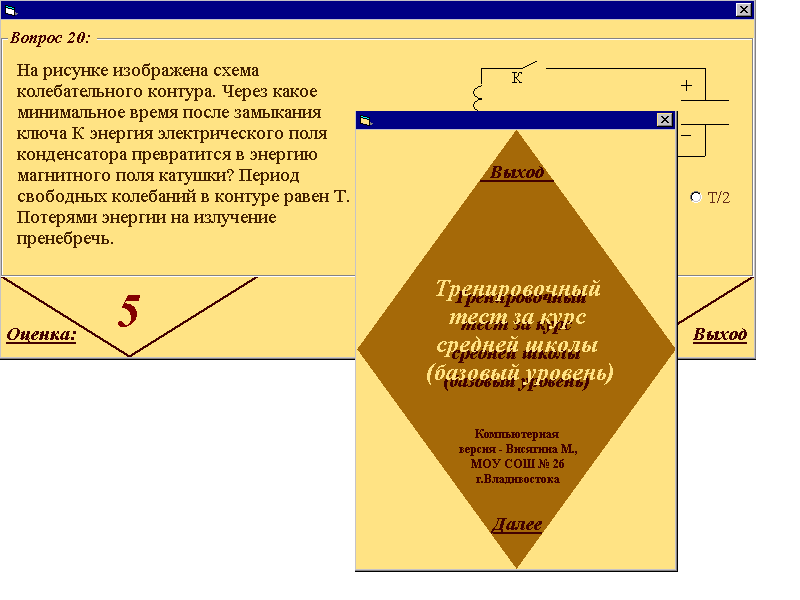 Вопрос 20:
На рисунке изображена схема
колебательного контура. Через какое
минимальное время после замыкания
ключа К энергия электрического поля
конденсатора превратится в энергию
магнитного поля катушки? Период
свободных колебаний в контуре равен Т.
Потерями энергии на излучение
пренебречь.
К
+
−
Т/2
Оценка:
5
Выход
Выход
Тренировочный
тест за курс
средней школы
(базовый уровень)
Компьютерная
версия - Висягина М.,
МОУ СОШ № 26
г.Владивостока
Далее